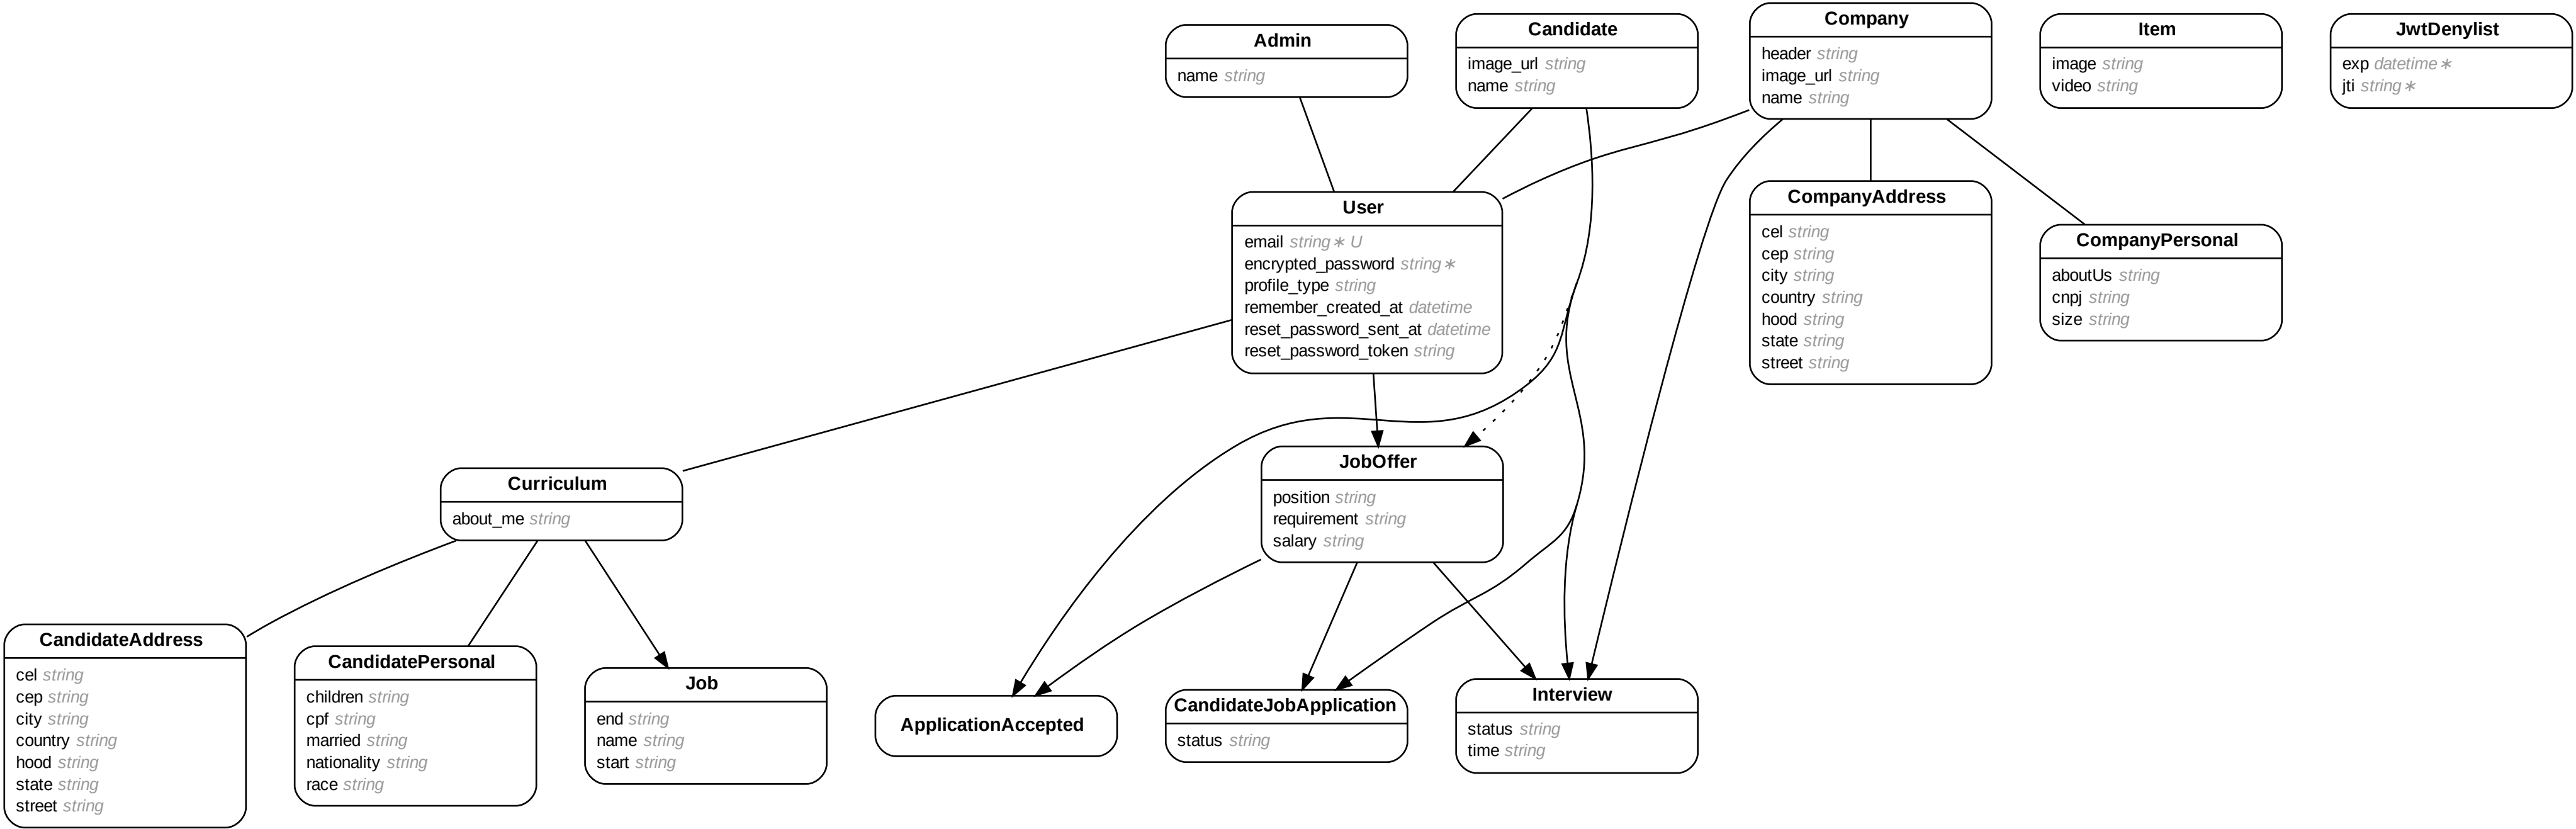 Admin
name string
Candidate
image_url string
name string
Company
header string
image_url string
name string
Item
image string
video string
JwtDenylist
exp datetime∗
jti string∗
User
email string∗ U
encrypted_password string∗
profile_type string
remember_created_at datetime
reset_password_sent_at datetime
reset_password_token string
CompanyAddress
cel string
cep string
city string
country string
hood string
state string
street string
CompanyPersonal
aboutUs string
cnpj string
size string
Curriculum
about_me string
JobOffer
position string
requirement string
salary string
CandidateAddress
cel string
cep string
city string
country string
hood string
state string
street string
CandidatePersonal
children string
cpf string
married string
nationality string
race string
Job
end string
name string
start string
ApplicationAccepted
CandidateJobApplication
status string
Interview
status string
time string